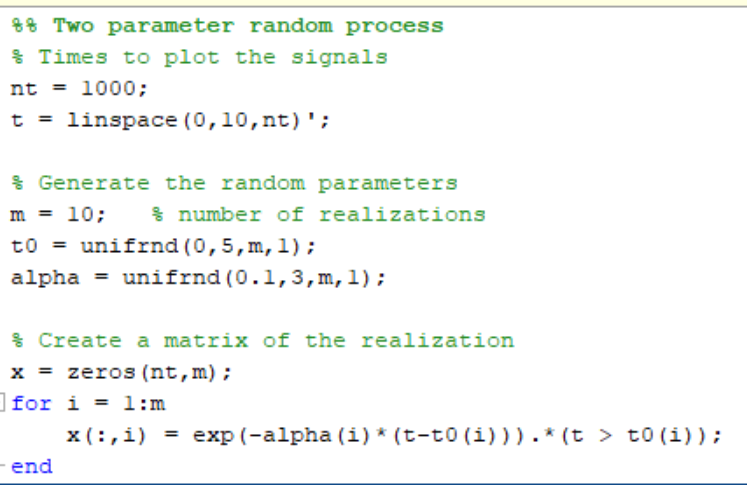 %% Two parameter random process
% Times to plot the signals
nt = 1000;
t = linspace(0,10,nt)';
% Generate the random parameters
m = 10;   % number of realizations
t0 = unifrnd(0,5,m,1);
alpha = unifrnd(0.1,3,m,1);
% Create a matrix of the realization
x = zeros(nt,m);
for i = 1:m
    x(:,i) = exp(-alpha(i)*(t-t0(i))).*(t > t0(i));
end